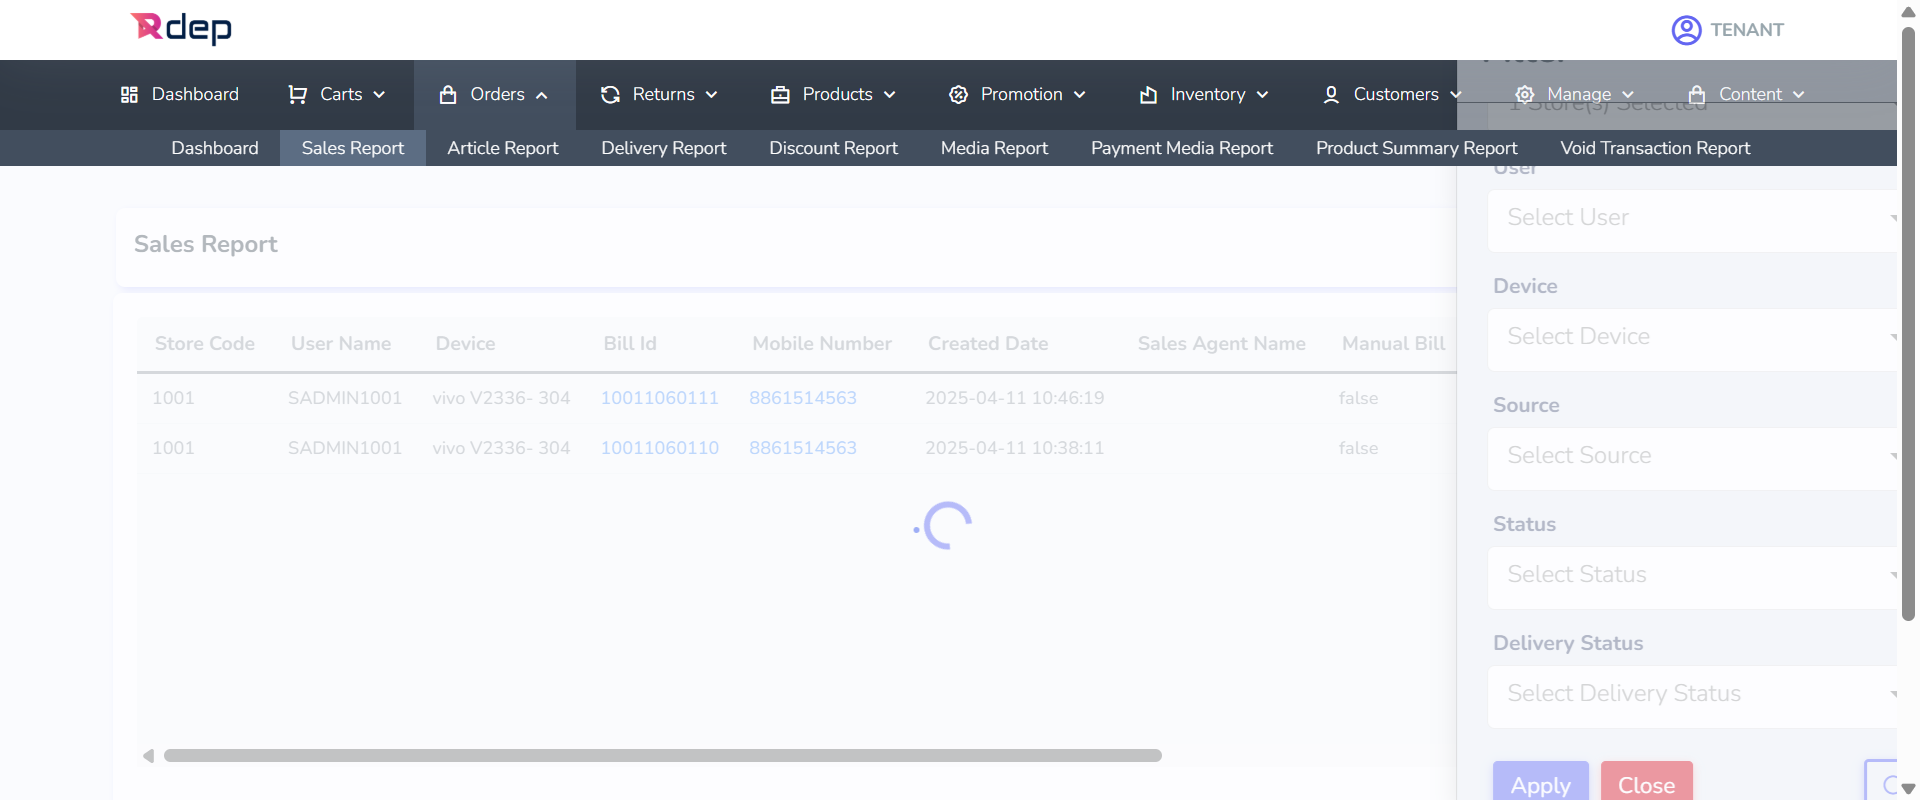 Rdep
TENANT
Dashboard Carts Orders Returns Products Promotion Inventory Customers Manage Content
1 Store(s) Selected
Dashboard Sales Report Article Report Delivery Report Discount Report Media Report Payment Media Report Product Summary Report Void Transaction Report
User
Select User
Sales Report
Device
Select Device
Store Code User Name Device Bill Id Mobile Number Created Date Sales Agent Name Manual Bill
1001 SADMIN1001 vivo V2336- 304 10011060111 8861514563 2025-04-11 10:46:19 false
1001 SADMIN1001 vivo V2336- 304 10011060110 8861514563 2025-04-11 10:38:11 false
Source
Select Source
Status
Select Status
Delivery Status
Select Delivery Status
Apply Close